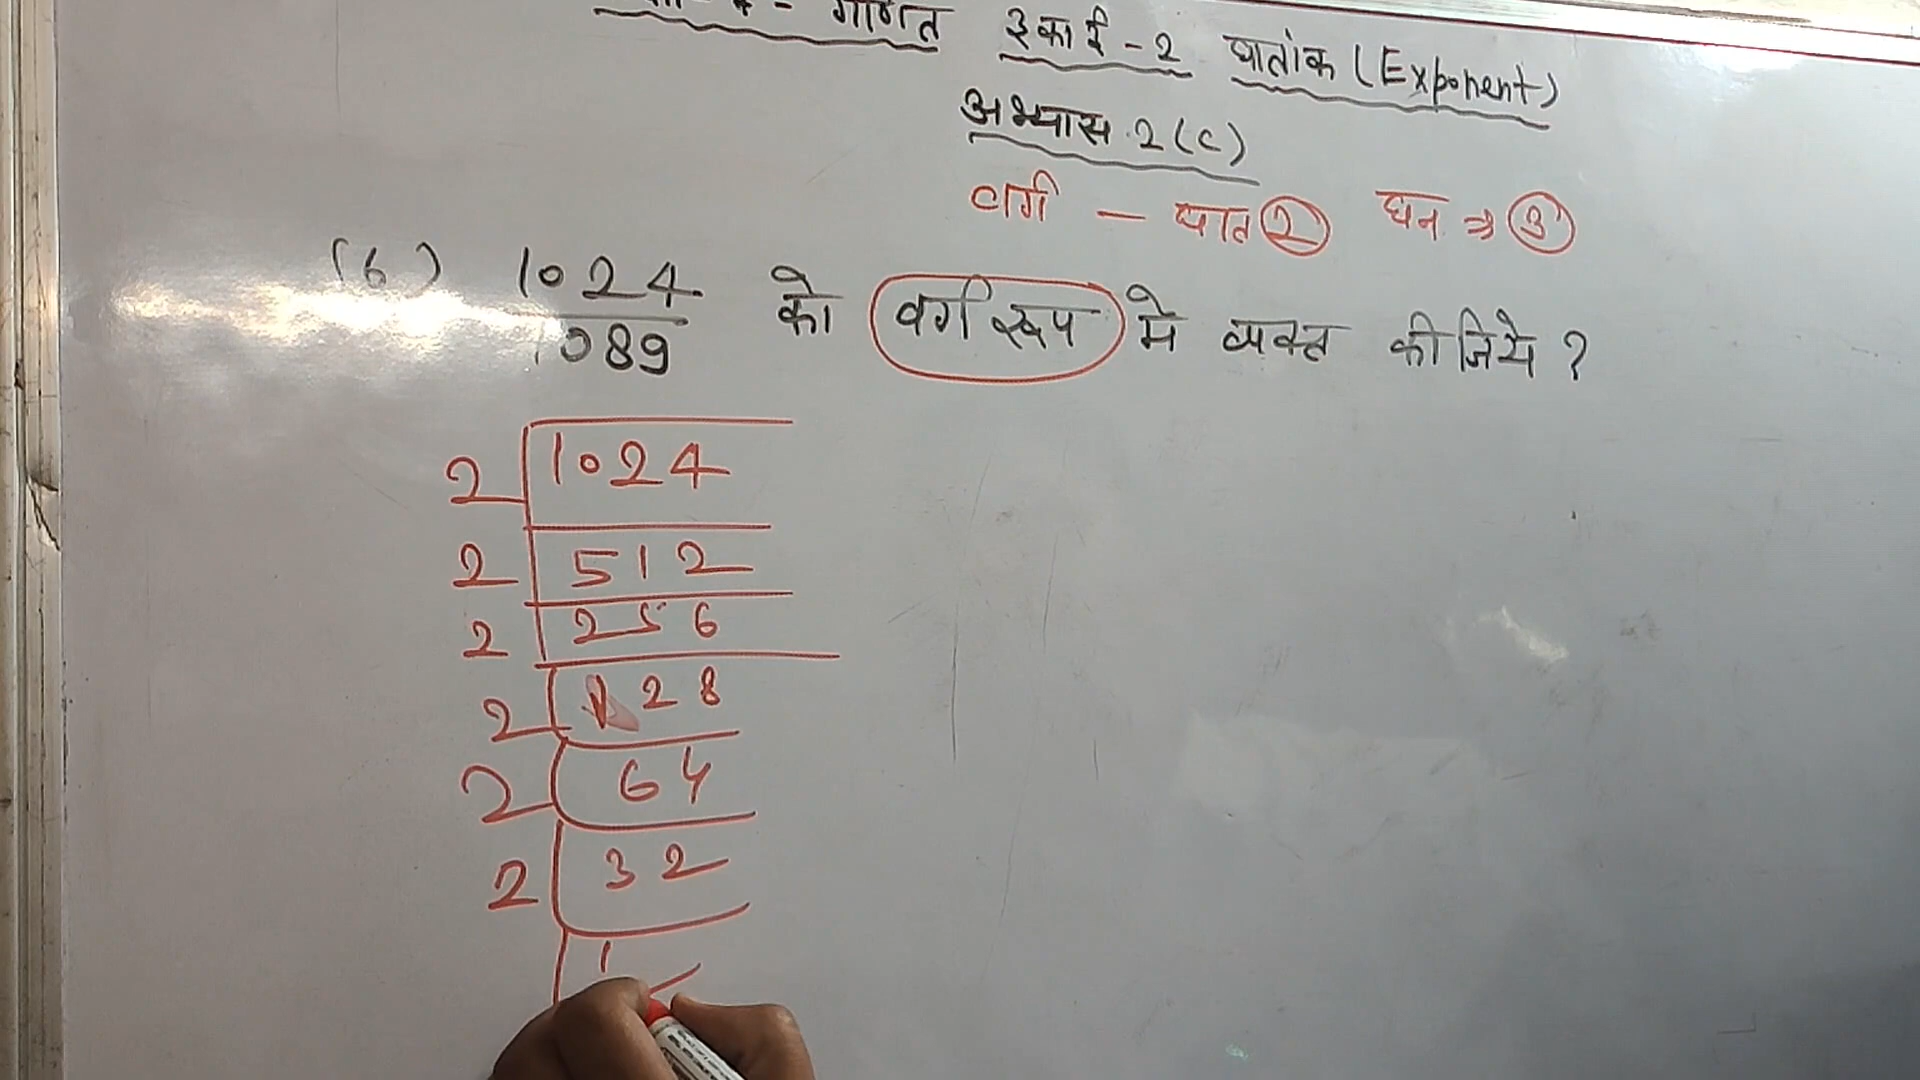 गणित इकाई - 2 घातांक (Exponent)
अभ्यास 2 (C)
वर्ग — घात 2 घन ⇒ 3
(6) 1024
1089 को वर्ग रूप मे व्यक्त कीजिये ?
2 1024
2 512
2 256
2 128
2 64
2 32
1